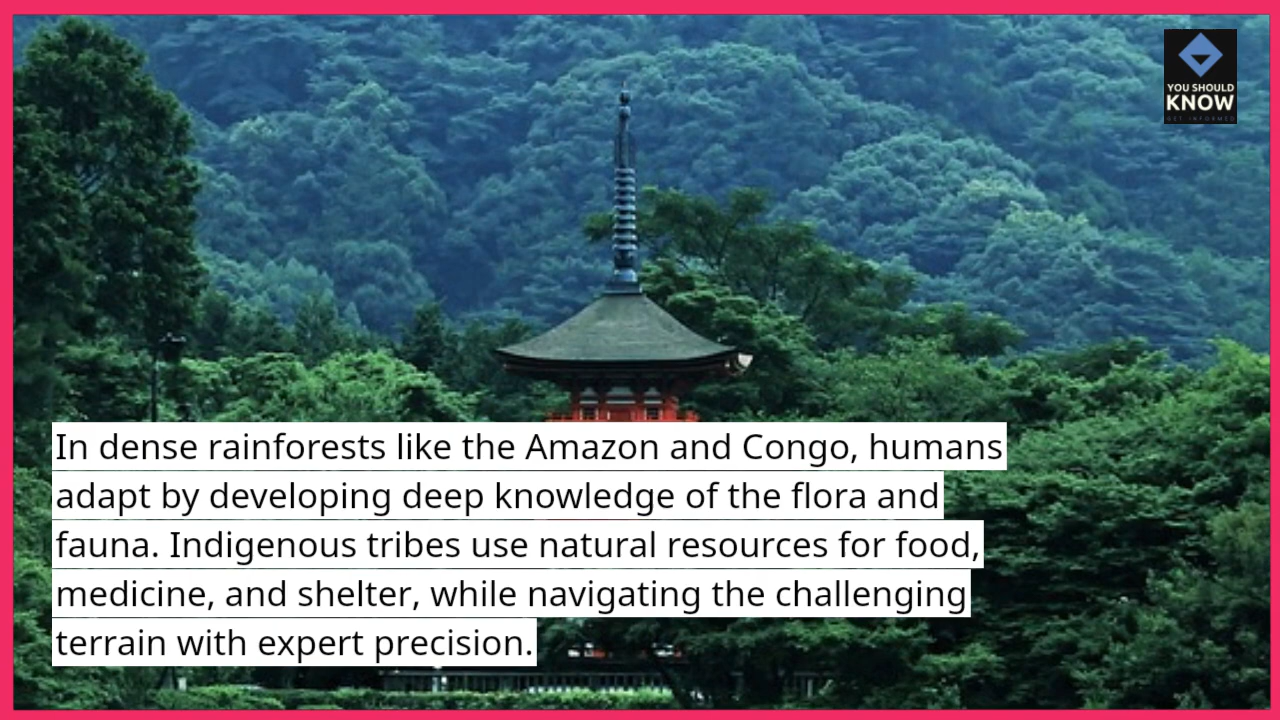 YOU SHOULD
KNOW
GET INFORMED
In dense rainforests like the Amazon and Congo, humans
adapt by developing deep knowledge of the flora and
fauna. Indigenous tribes use natural resources for food,
medicine, and shelter, while navigating the challenging
terrain with expert precision.